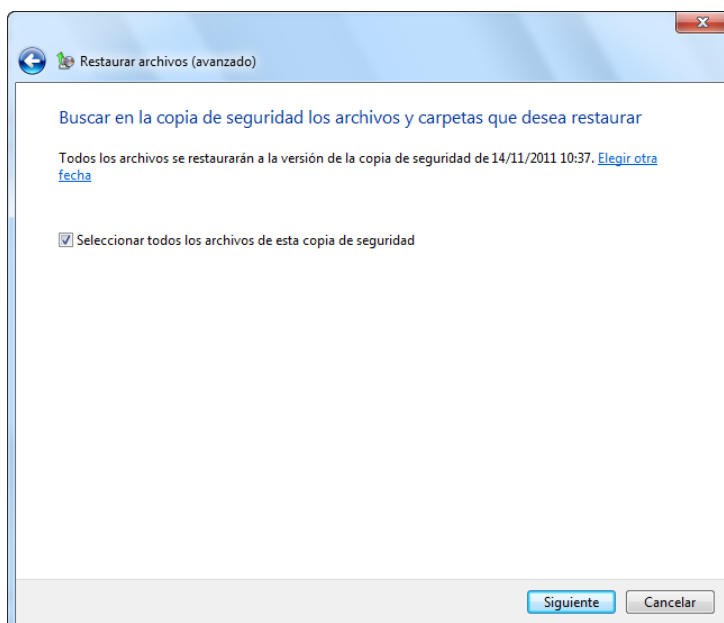 Restaurar archivos (avanzado)
Buscar en la copia de seguridad los archivos y carpetas que desea restaurar
Todos los archivos se restaurarán a la versión de la copia de seguridad de 14/11/2011 10:37. Elegir otra
fecha
Seleccionar todos los archivos de esta copia de seguridad
Siguiente
Cancelar